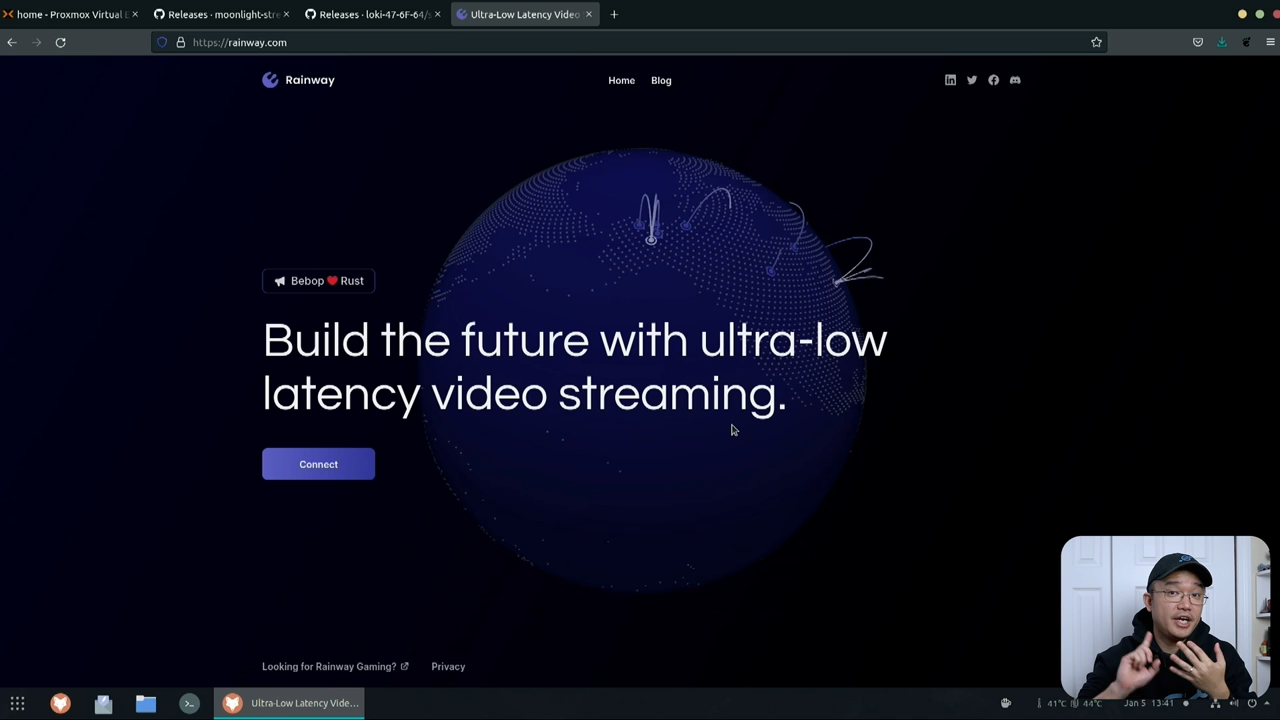 home - Proxmox Virtual E
Releases · moonlight-stre
Releases · loki-47-6F-64/s
Ultra-Low Latency Video
https://rainway.com
Rainway
Home
Blog
Bebop ❤ Rust
Build the future with ultra-low
latency video streaming.
Connect
Looking for Rainway Gaming?
Privacy
Ultra-Low Latency Vide...
41°C
44°C
Jan 5 13:41